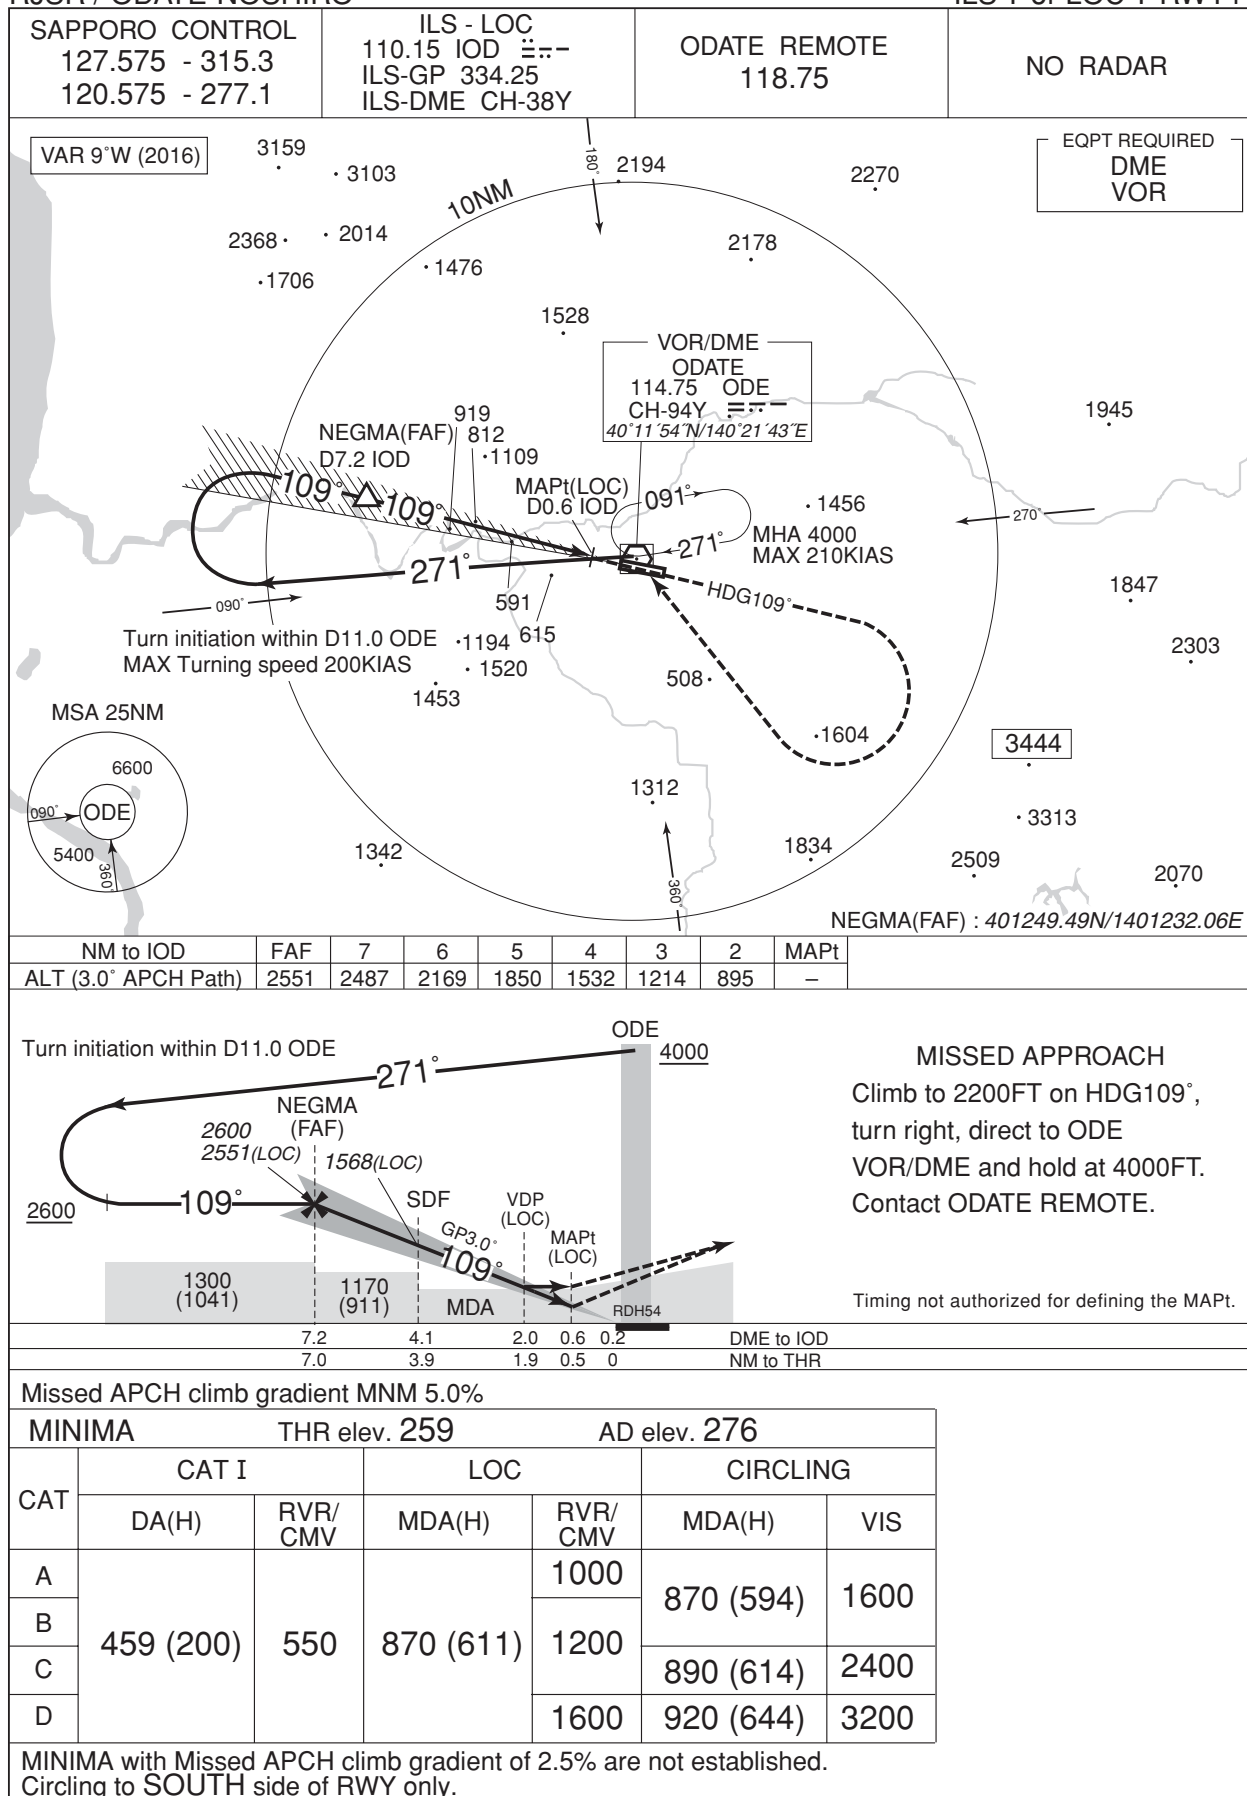 SAPPORO CONTROL
127.575 - 315.3
120.575 - 277.1
ILS - LOC
110.15 IOD
ILS-GP 334.25
ILS-DME CH-38Y
ODATE REMOTE
118.75
NO RADAR
VAR 9°W (2016)
EQPT REQUIRED
DME
VOR
3159
3103
2194
2270
180°
10NM
2368
2014
2178
1706
1476
1528
VOR/DME
ODATE
114.75 ODE
CH-94Y
40°11´54˝N/140°21´43˝E
1945
919
NEGMA(FAF)
812
D7.2 IOD
1109
109°
109°
MAPt(LOC)
D0.6 IOD
091°
1456
270°
MHA 4000
MAX 210KIAS
271°
271°
HDG109°
1847
090°
591
Turn initiation within D11.0 ODE
MAX Turning speed 200KIAS
1194
615
1520
1453
508
2303
MSA 25NM
6600
090°
ODE
5400
360°
1604
3444
1312
3313
1342
1834
2509
2070
360°
NEGMA(FAF) : 401249.49N/1401232.06E
NM to IOD FAF 7 6 5 4 3 2 MAPt
ALT (3.0° APCH Path) 2551 2487 2169 1850 1532 1214 895 –
ODE
Turn initiation within D11.0 ODE
4000
271°
NEGMA
(FAF)
2600
2551(LOC)
1568(LOC)
SDF
VDP
(LOC)
MAPt
(LOC)
2600
109°
GP3.0°
109°
1300
(1041)
1170
(911)
MDA
RDH54
7.2 4.1 2.0 0.6 0.2 DME to IOD
7.0 3.9 1.9 0.5 0 NM to THR
MISSED APPROACH
Climb to 2200FT on HDG109°,
turn right, direct to ODE
VOR/DME and hold at 4000FT.
Contact ODATE REMOTE.
Timing not authorized for defining the MAPt.
Missed APCH climb gradient MNM 5.0%
MINIMA THR elev. 259 AD elev. 276
CAT CAT I LOC CIRCLING
DA(H) RVR/CMV MDA(H) RVR/CMV MDA(H) VIS
A 1000
B 870 (594) 1600
459 (200) 550 870 (611) 1200
C 890 (614) 2400
D 1600 920 (644) 3200
MINIMA with Missed APCH climb gradient of 2.5% are not established.
Circling to SOUTH side of RWY only.